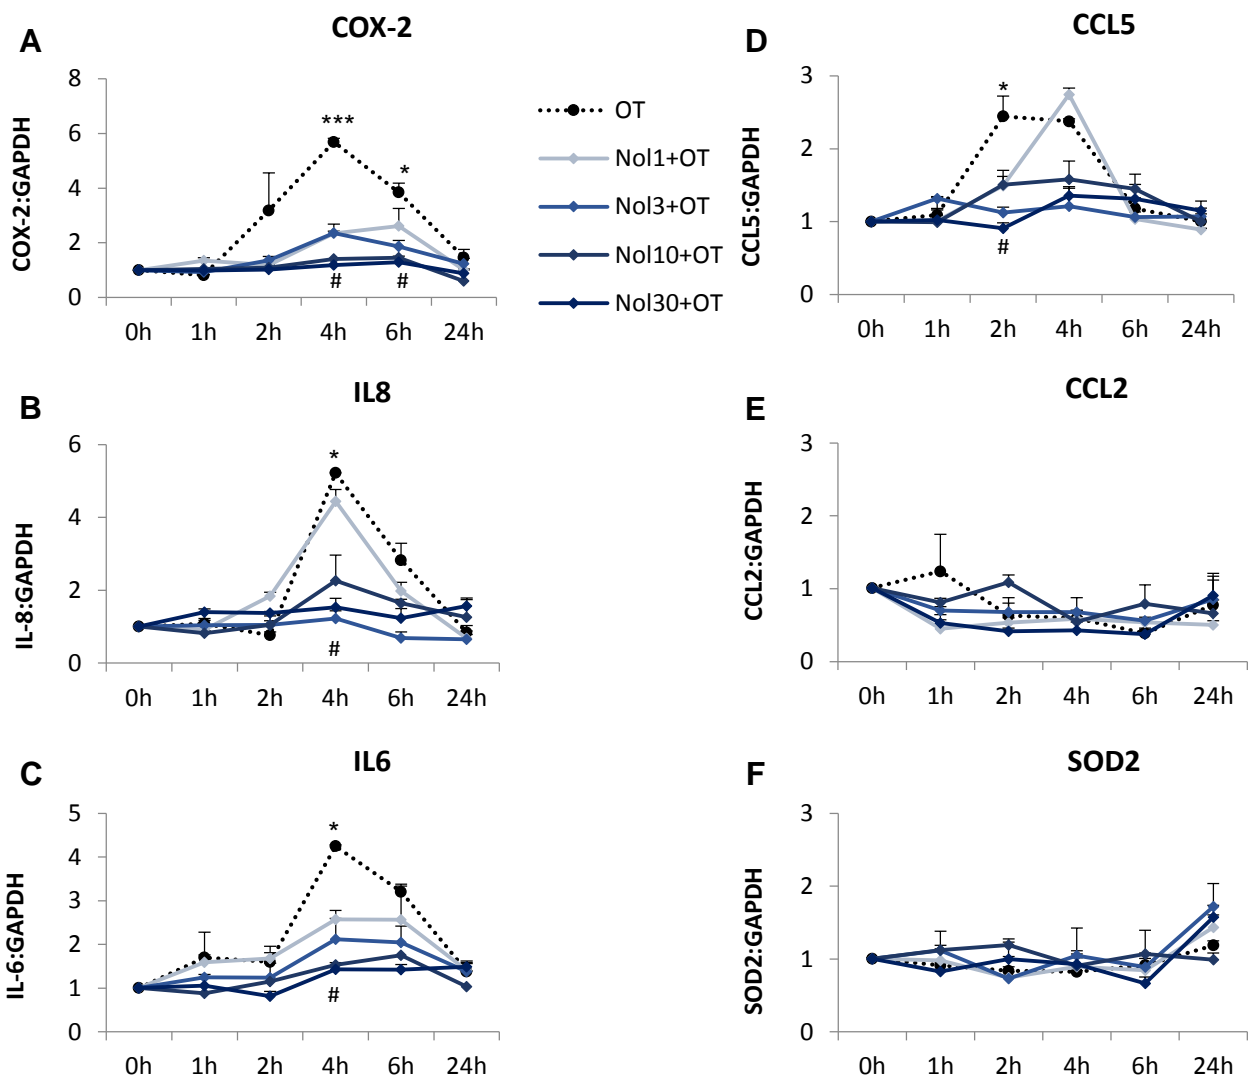 A
COX-2
COX-2:GAPDH
8
6
4
2
0
***
*
#
#
0h 1h 2h 4h 6h 24h
OT
Nol1+OT
Nol3+OT
Nol10+OT
Nol30+OT
D
CCL5
CCL5:GAPDH
3
2
1
0
*
#
0h 1h 2h 4h 6h 24h
B
IL8
IL-8:GAPDH
6
4
2
0
*
#
0h 1h 2h 4h 6h 24h
E
CCL2
CCL2:GAPDH
3
2
1
0
0h 1h 2h 4h 6h 24h
C
IL6
IL-6:GAPDH
5
4
3
2
1
0
*
#
0h 1h 2h 4h 6h 24h
F
SOD2
SOD2:GAPDH
3
2
1
0
0h 1h 2h 4h 6h 24h